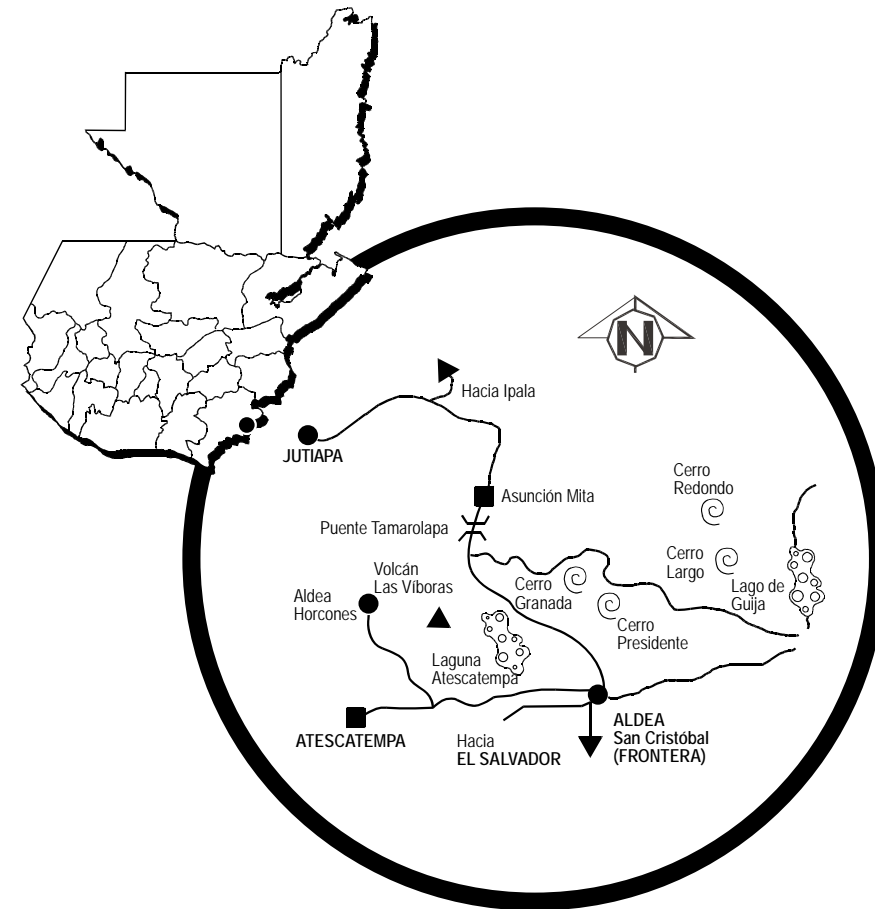 N
Hacia Ipala
JUTIAPA
Cerro
Redondo
Asunción Mita
Puente Tamarolapa
Cerro
Largo
Lago de
Guija
Volcán
Las Víboras
Aldea
Horcones
Cerro
Granada
Cerro
Presidente
Laguna
Atescatempa
ATESCATEMPA
Hacia
EL SALVADOR
ALDEA
San Cristóbal
(FRONTERA)